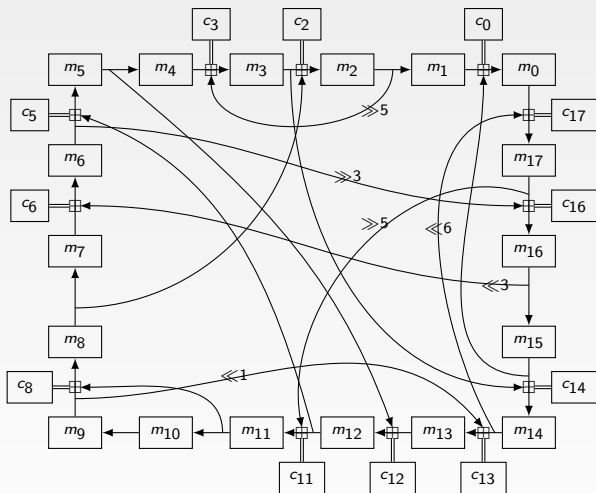 c3 c2 c0
m5 m4 m3 m2 m1 m0
c5 ≫5 c17
m6 m17
≫3
c6 ≫5 ≪6 c16
m7 m16
≪3
m8 m15
c8 ≪1 c14
m9 m10 m11 m12 m13 m14
c11 c12 c13